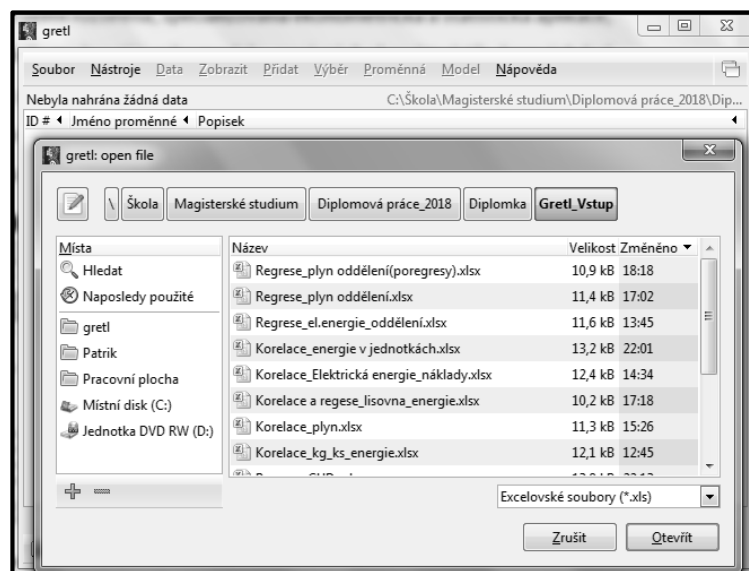 gretl
Soubor Nástroje Data Zobrazit Přidat Výběr Proměnná Model Nápověda
Nebyla nahrána žádná data C:\Škola\Magisterské studium\Diplomová práce_2018\Dip...
ID # Jméno proměnné Popisek
gretl: open file
\ Škola Magisterské studium Diplomová práce_2018 Diplomka Gretl_Vstup
Místa Název Velikost Změněno
Hledat Regrese_plyn oddělení(poregresy).xlsx 10,9 kB 18:18
Naposledy použité Regrese_plyn oddělení.xlsx 11,4 kB 17:02
gretl Regrese_el.energie_oddělení.xlsx 11,6 kB 13:45
Patrik Korelace_energie v jednotkách.xlsx 13,2 kB 22:01
Pracovní plocha Korelace_Elektrická energie_náklady.xlsx 12,4 kB 14:34
Místní disk (C:) Korelace a regese_lisovna_energie.xlsx 10,2 kB 17:18
Jednotka DVD RW (D:) Korelace_plyn.xlsx 11,3 kB 15:26
Korelace_kg_ks_energie.xlsx 12,1 kB 12:45
Excelovské soubory (*.xls)
Zrušit Otevřít